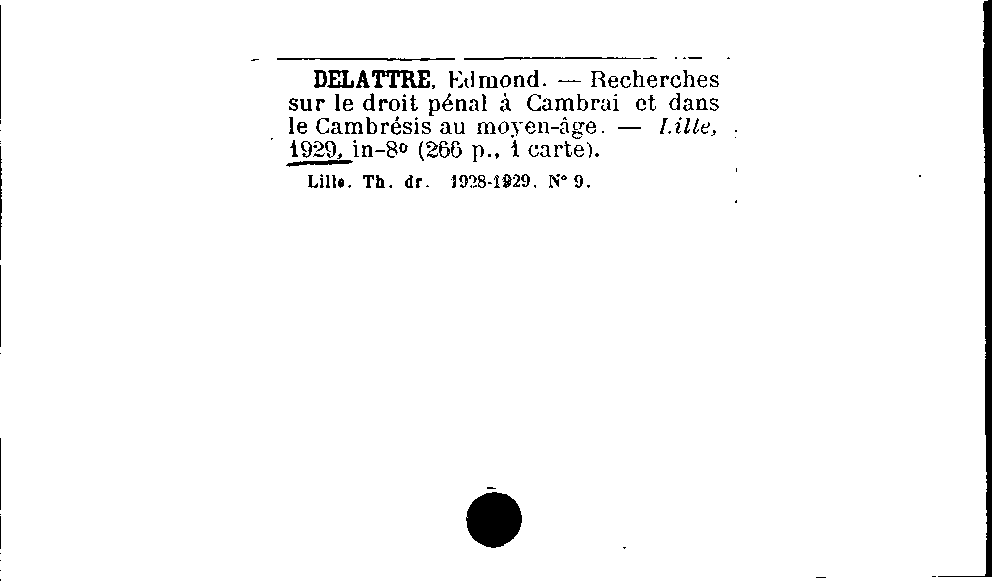 DELATTRE, Edmond. — Recherches
sur le droit pénal à Cambrai et dans
le Cambrésis au moyen-âge. — Lille,
1929, in-8º (266 p., 1 carte).
Lille. Th. dr. 1928-1929. N° 9.